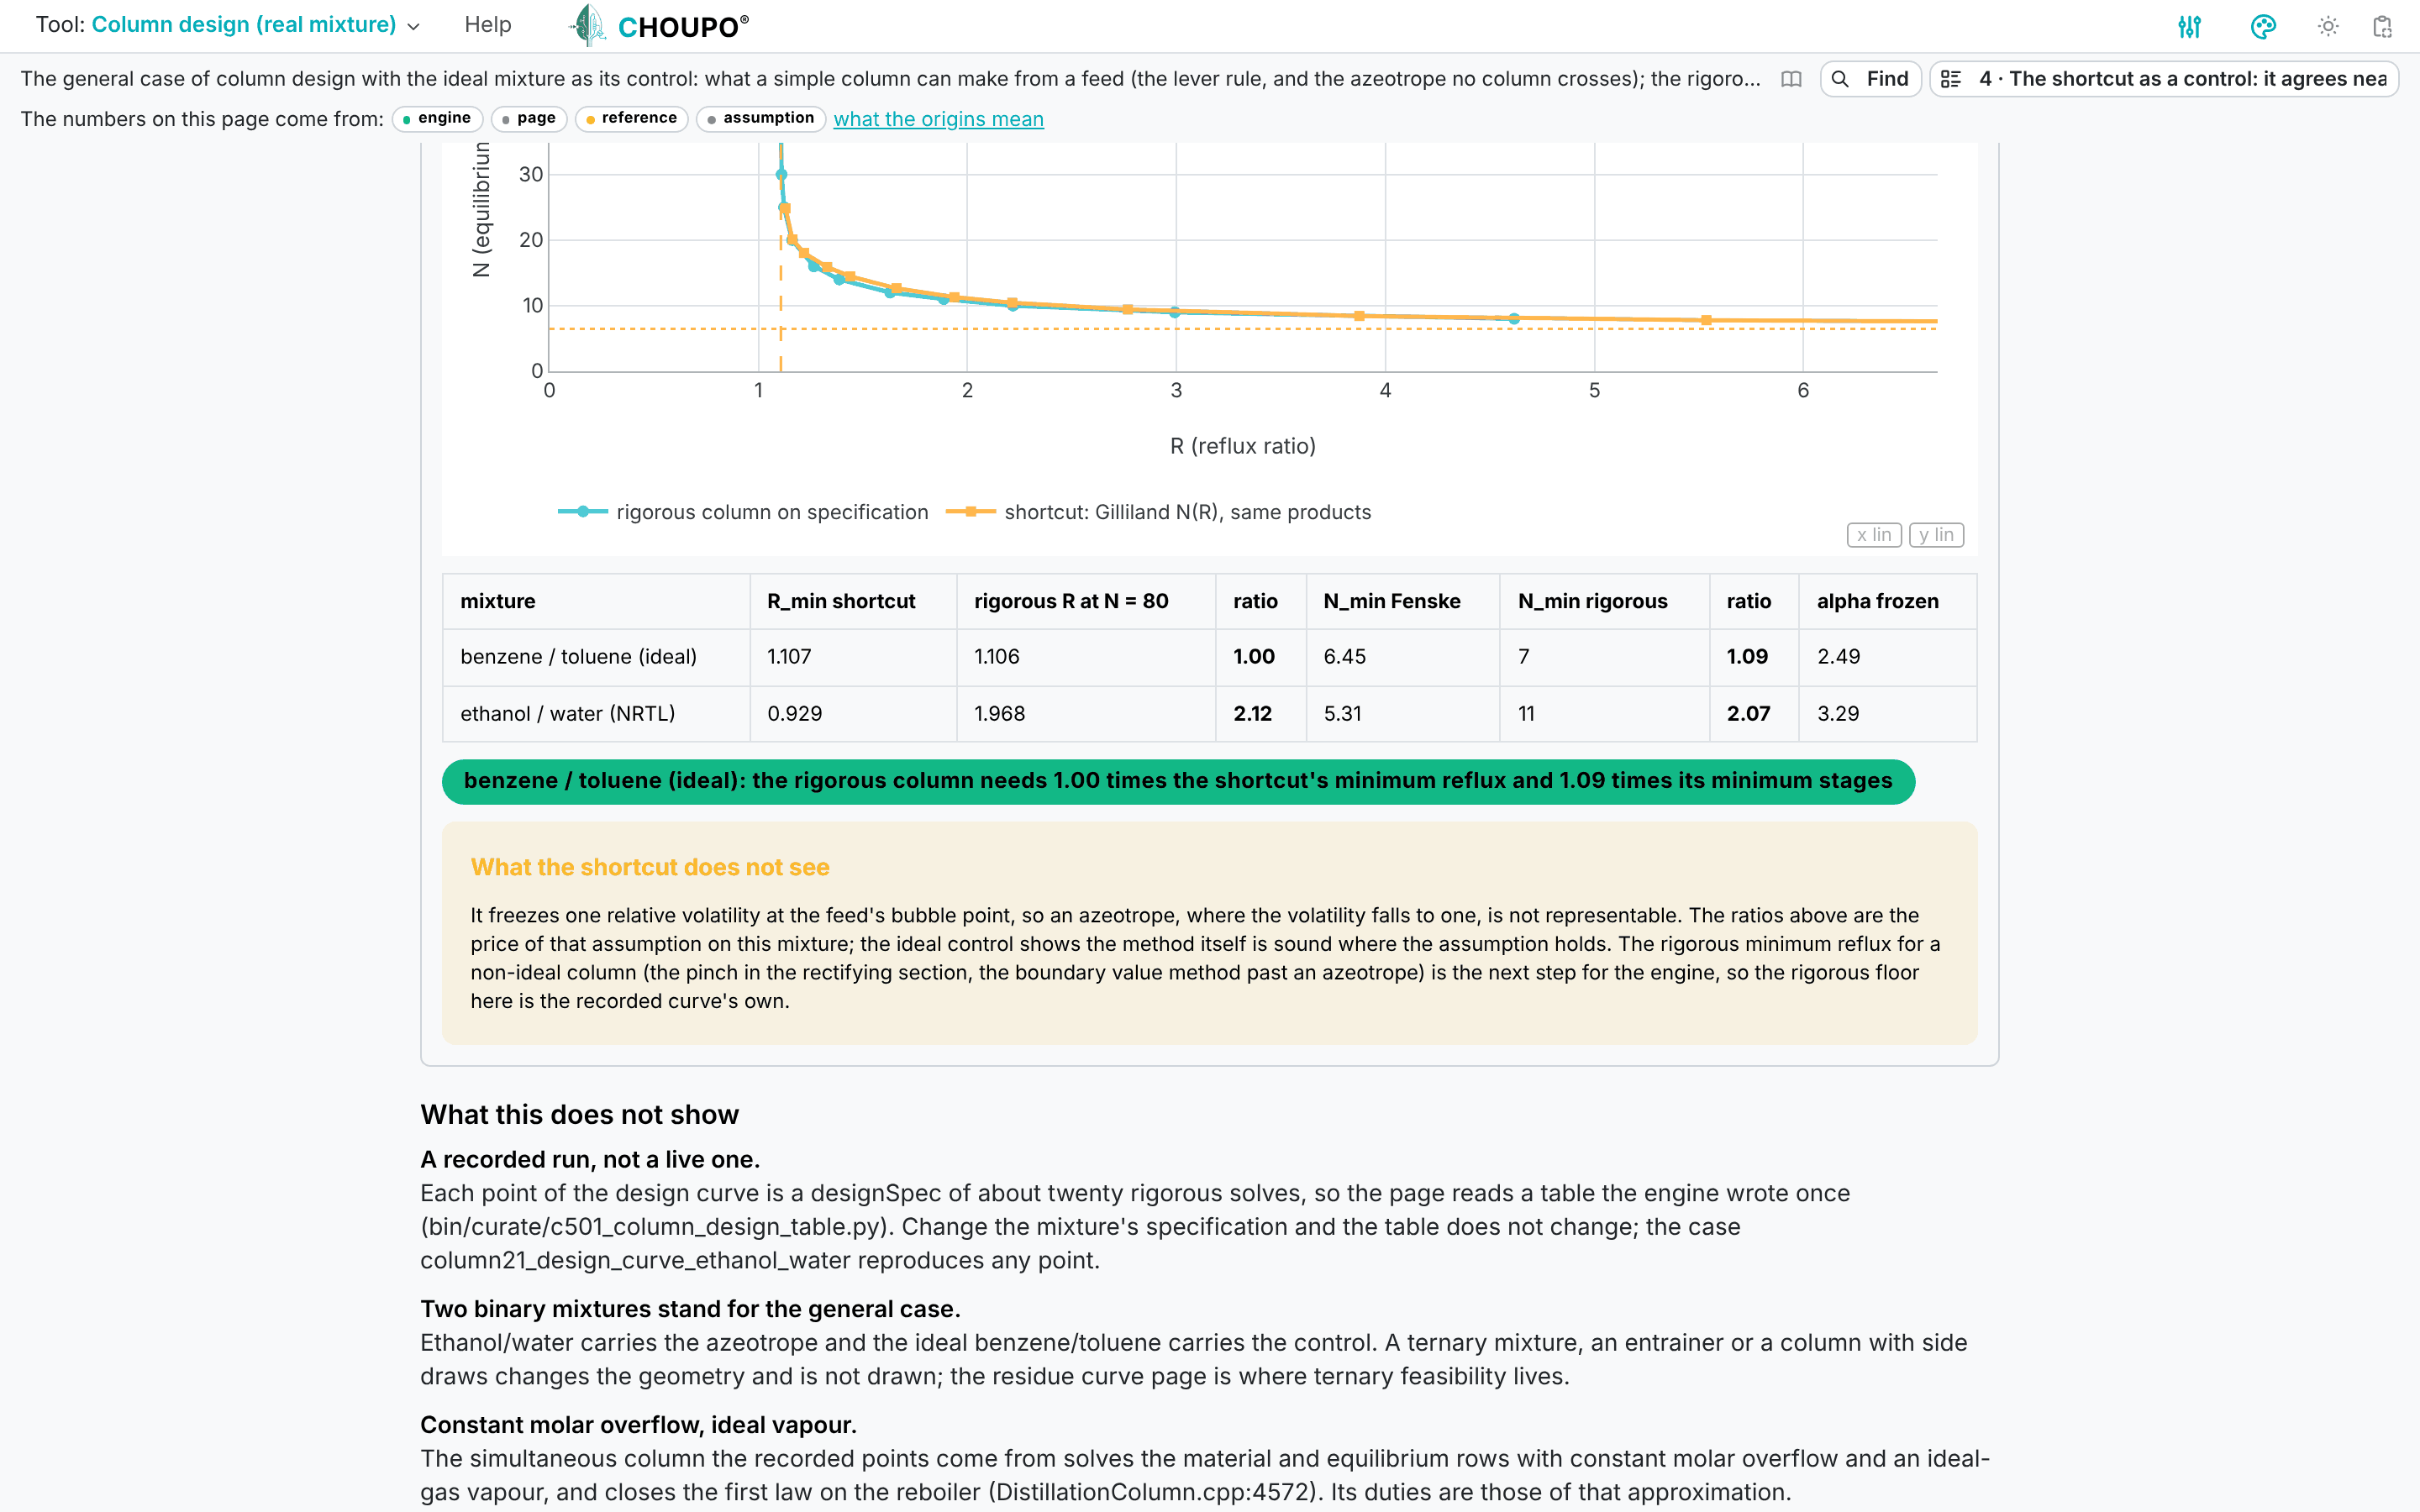 Tool: Column design (real mixture) Help CHOUPO®
The general case of column design with the ideal mixture as its control: what a simple column can make from a feed (the lever rule, and the azeotrope no column crosses); the rigoro... Find 4 · The shortcut as a control: it agrees nea
The numbers on this page come from: engine page reference assumption what the origins mean
N (equilibriun
30
20
10
0
0 1 2 3 4 5 6
R (reflux ratio)
rigorous column on specification shortcut: Gilliland N(R), same products
x lin y lin
mixture R_min shortcut rigorous R at N = 80 ratio N_min Fenske N_min rigorous ratio alpha frozen
benzene / toluene (ideal) 1.107 1.106 1.00 6.45 7 1.09 2.49
ethanol / water (NRTL) 0.929 1.968 2.12 5.31 11 2.07 3.29
benzene / toluene (ideal): the rigorous column needs 1.00 times the shortcut's minimum reflux and 1.09 times its minimum stages
What the shortcut does not see
It freezes one relative volatility at the feed's bubble point, so an azeotrope, where the volatility falls to one, is not representable. The ratios above are the
price of that assumption on this mixture; the ideal control shows the method itself is sound where the assumption holds. The rigorous minimum reflux for a
non-ideal column (the pinch in the rectifying section, the boundary value method past an azeotrope) is the next step for the engine, so the rigorous floor
here is the recorded curve's own.
What this does not show
A recorded run, not a live one.
Each point of the design curve is a designSpec of about twenty rigorous solves, so the page reads a table the engine wrote once
(bin/curate/c501_column_design_table.py). Change the mixture's specification and the table does not change; the case
column21_design_curve_ethanol_water reproduces any point.
Two binary mixtures stand for the general case.
Ethanol/water carries the azeotrope and the ideal benzene/toluene carries the control. A ternary mixture, an entrainer or a column with side
draws changes the geometry and is not drawn; the residue curve page is where ternary feasibility lives.
Constant molar overflow, ideal vapour.
The simultaneous column the recorded points come from solves the material and equilibrium rows with constant molar overflow and an ideal-
gas vapour, and closes the first law on the reboiler (DistillationColumn.cpp:4572). Its duties are those of that approximation.